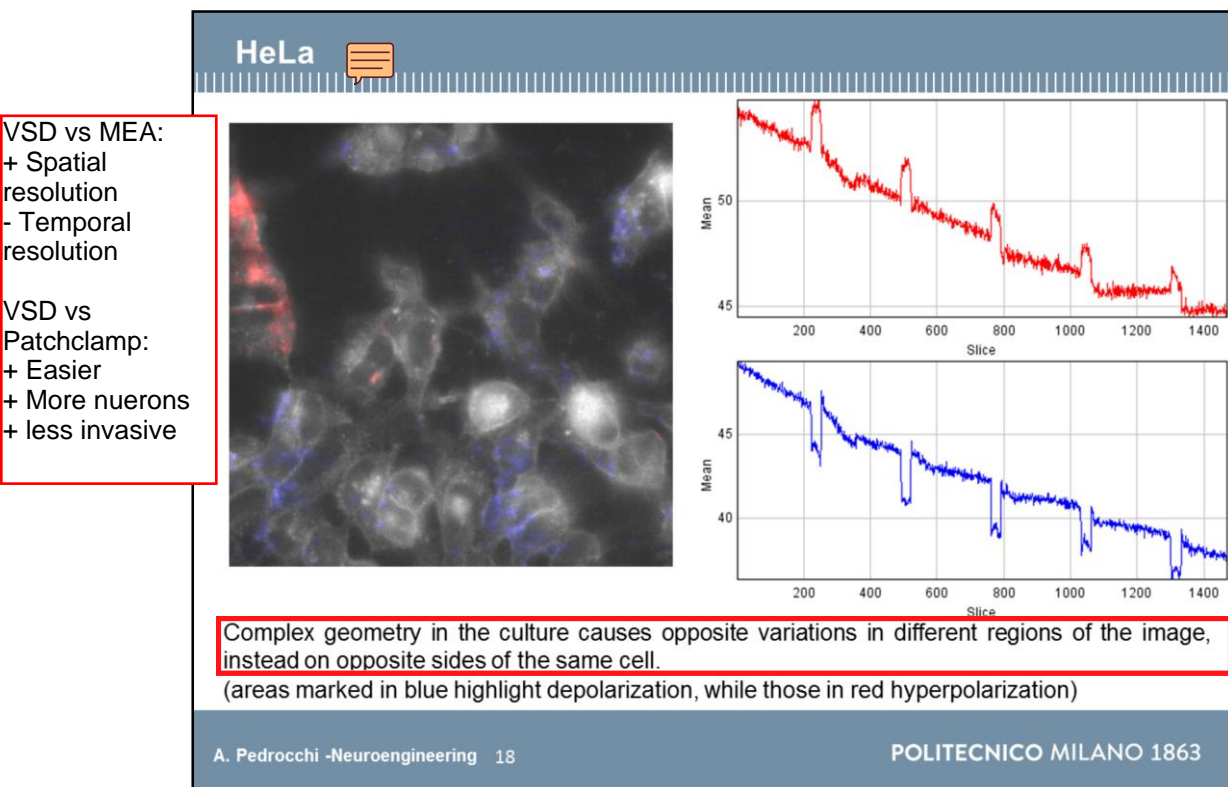 HeLa
VSD vs MEA:
+ Spatial
resolution
- Temporal
resolution
VSD vs
Patchclamp:
+ Easier
+ More nuerons
+ less invasive
Mean
50
45
200 400 600 800 1000 1200 1400
Slice
Mean
45
40
200 400 600 800 1000 1200 1400
Slice
Complex geometry in the culture causes opposite variations in different regions of the image,
instead on opposite sides of the same cell.
(areas marked in blue highlight depolarization, while those in red hyperpolarization)
A. Pedrocchi -Neuroengineering 18
POLITECNICO MILANO 1863